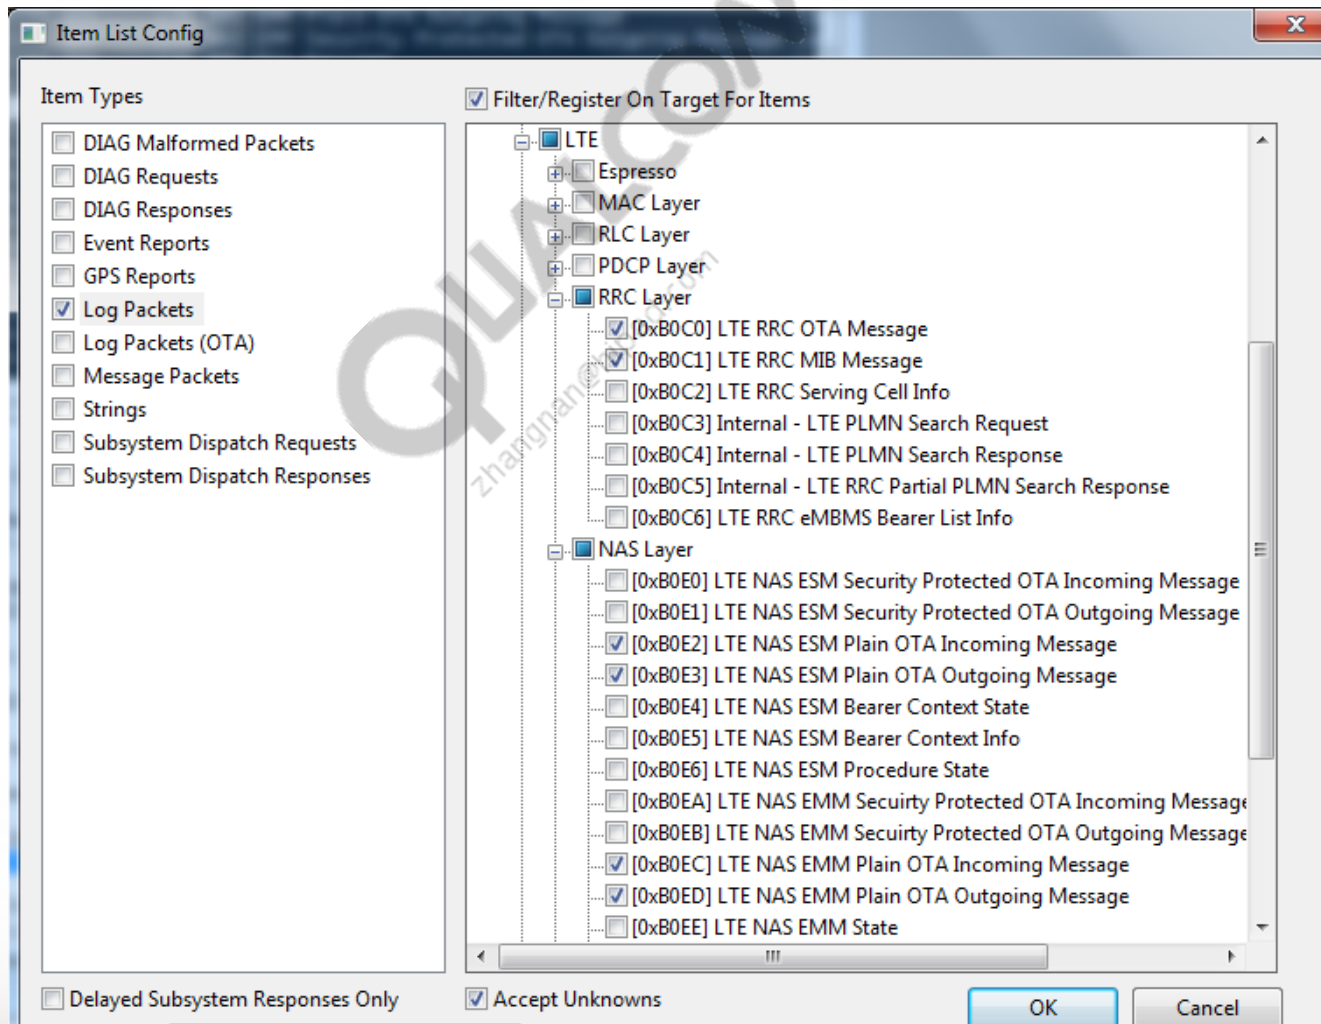 Item List Config
Item Types
Filter/Register On Target For Items
DIAG Malformed Packets
DIAG Requests
DIAG Responses
Event Reports
GPS Reports
Log Packets
Log Packets (OTA)
Message Packets
Strings
Subsystem Dispatch Requests
Subsystem Dispatch Responses
LTE
Espresso
MAC Layer
RLC Layer
PDCP Layer
RRC Layer
[0xB0C0] LTE RRC OTA Message
[0xB0C1] LTE RRC MIB Message
[0xB0C2] LTE RRC Serving Cell Info
[0xB0C3] Internal - LTE PLMN Search Request
[0xB0C4] Internal - LTE PLMN Search Response
[0xB0C5] Internal - LTE RRC Partial PLMN Search Response
[0xB0C6] LTE RRC eMBMS Bearer List Info
NAS Layer
[0xB0E0] LTE NAS ESM Security Protected OTA Incoming Message
[0xB0E1] LTE NAS ESM Security Protected OTA Outgoing Message
[0xB0E2] LTE NAS ESM Plain OTA Incoming Message
[0xB0E3] LTE NAS ESM Plain OTA Outgoing Message
[0xB0E4] LTE NAS ESM Bearer Context State
[0xB0E5] LTE NAS ESM Bearer Context Info
[0xB0E6] LTE NAS ESM Procedure State
[0xB0EA] LTE NAS EMM Secuirty Protected OTA Incoming Message
[0xB0EB] LTE NAS EMM Secuirty Protected OTA Outgoing Message
[0xB0EC] LTE NAS EMM Plain OTA Incoming Message
[0xB0ED] LTE NAS EMM Plain OTA Outgoing Message
[0xB0EE] LTE NAS EMM State
Delayed Subsystem Responses Only
Accept Unknowns
OK
Cancel
QUALCOM